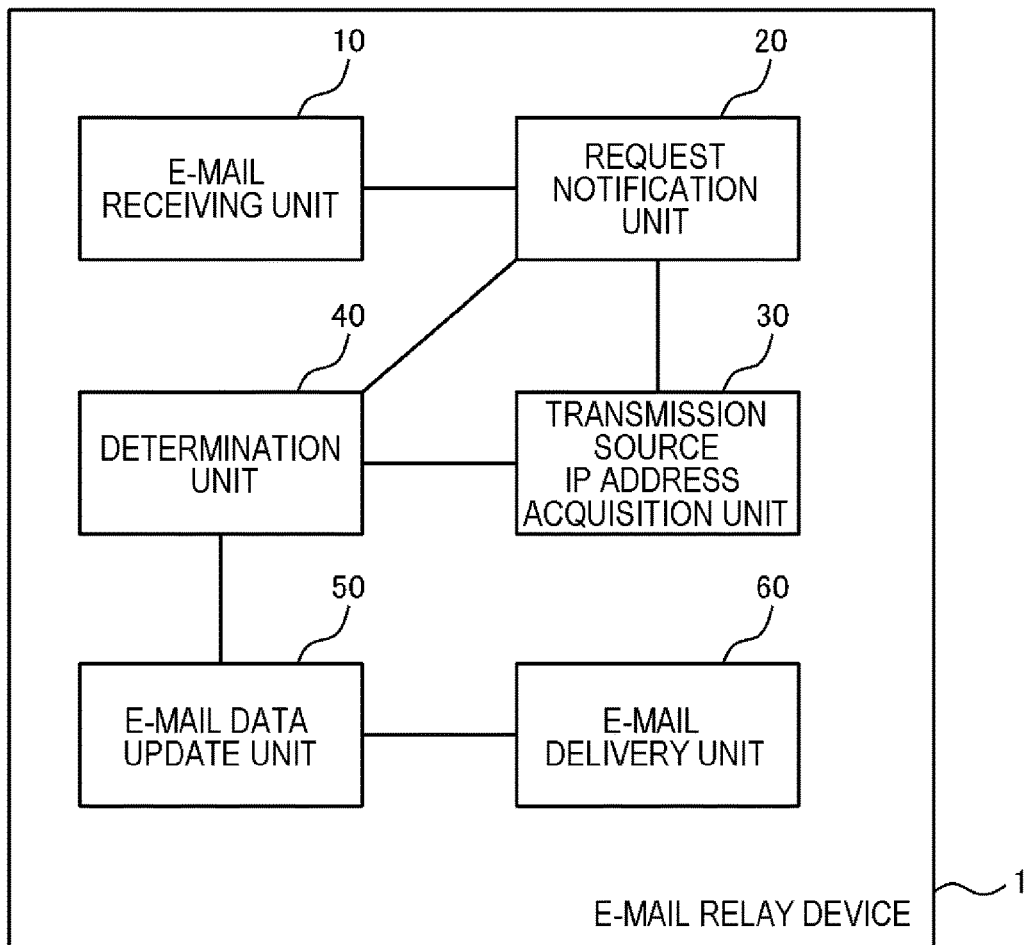 10
20
E-MAIL
RECEIVING UNIT
REQUEST
NOTIFICATION
UNIT
40
30
DETERMINATION
UNIT
TRANSMISSION
SOURCE
IP ADDRESS
ACQUISITION UNIT
50
60
E-MAIL DATA
UPDATE UNIT
E-MAIL
DELIVERY UNIT
1
E-MAIL RELAY DEVICE